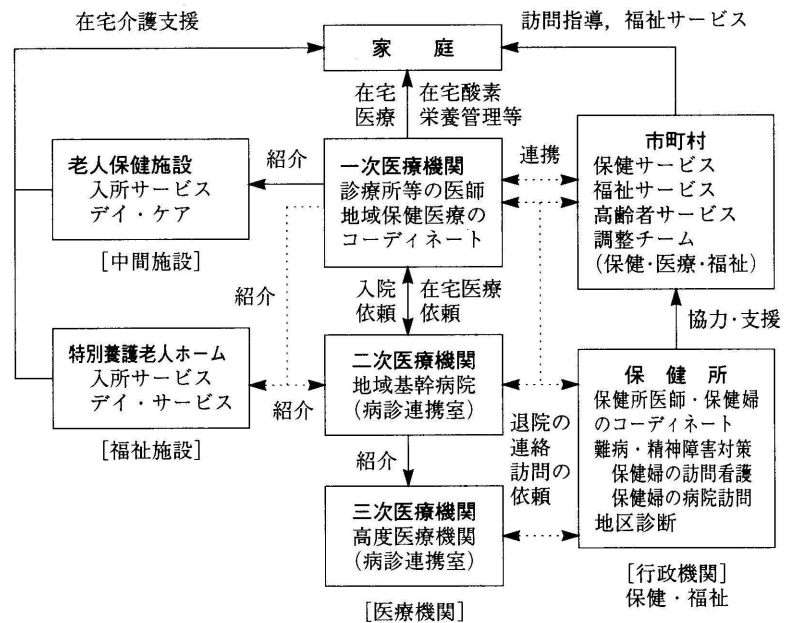 在宅介護支援
訪問指導，福祉サービス
家　庭
在宅
医療
在宅酸素
栄養管理等
老人保健施設
入所サービス
デイ・ケア
[中間施設]
紹介
一次医療機関
診療所等の医師
地域保健医療の
コーディネート
連携
市町村
保健サービス
福祉サービス
高齢者サービス
調整チーム
(保健・医療・福祉)
紹介
入院
依頼
在宅医療
依頼
協力・支援
特別養護老人ホーム
入所サービス
デイ・サービス
[福祉施設]
紹介
二次医療機関
地域基幹病院
(病診連携室)
退院の
連絡
訪問の
依頼
保　健　所
保健所医師・保健婦
のコーディネート
難病・精神障害対策
保健婦の訪問看護
保健婦の病院訪問
地区診断
紹介
三次医療機関
高度医療機関
(病診連携室)
[医療機関]
[行政機関]
保健・福祉